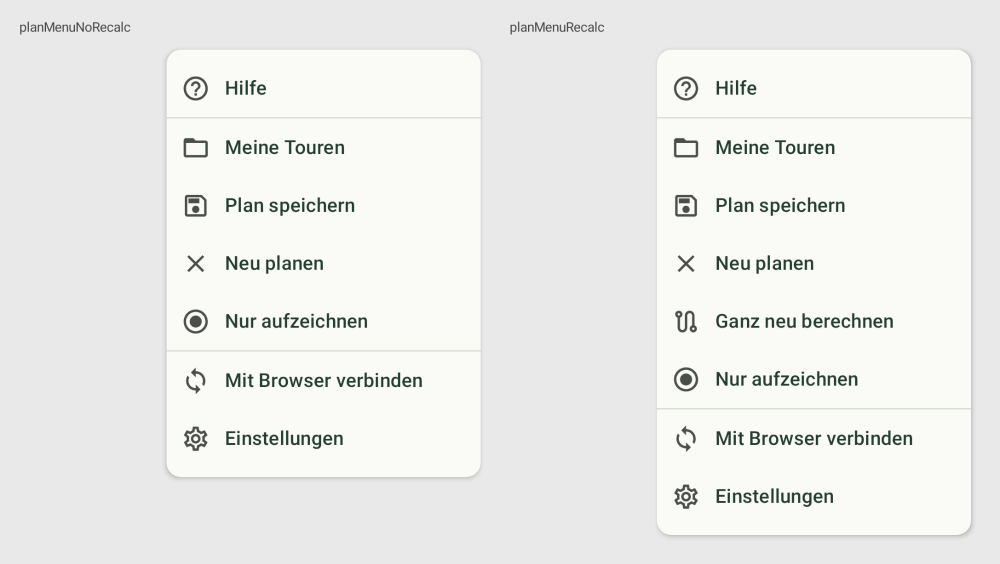 planMenuNoRecalc
Hilfe
Meine Touren
Plan speichern
Neu planen
Nur aufzeichnen
Mit Browser verbinden
Einstellungen
planMenuRecalc
Hilfe
Meine Touren
Plan speichern
Neu planen
Ganz neu berechnen
Nur aufzeichnen
Mit Browser verbinden
Einstellungen